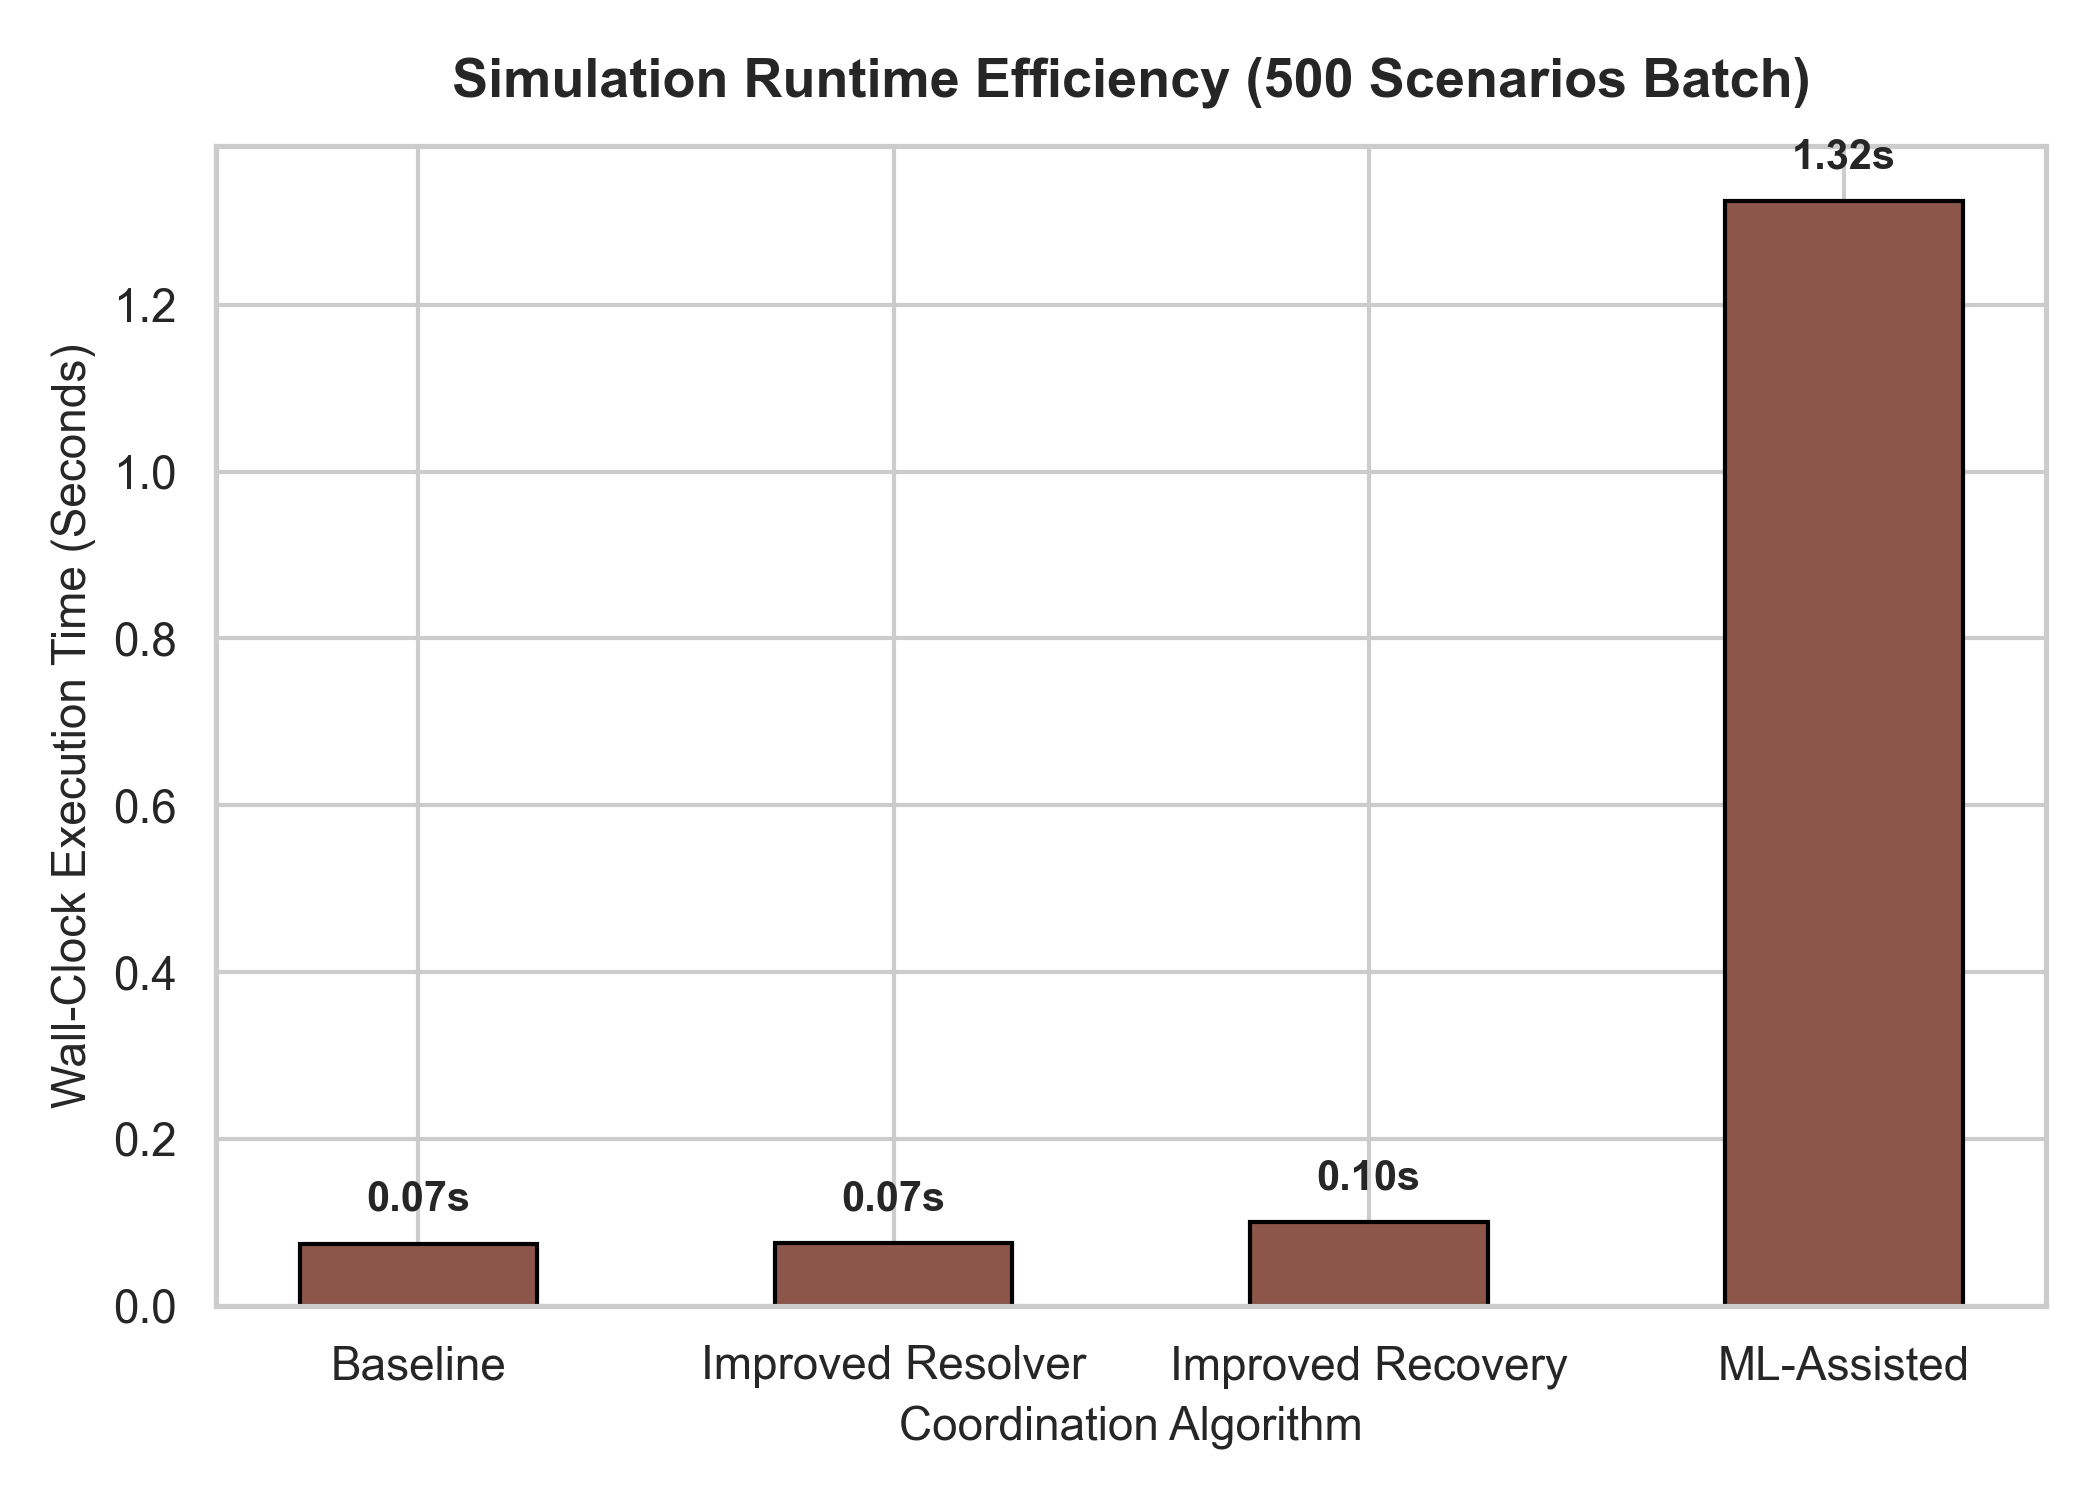 Simulation Runtime Efficiency (500 Scenarios Batch)
1.32s
1.2
1.0
0.8
0.6
0.4
0.2
0.0
Wall-Clock Execution Time (Seconds)
0.07s
0.07s
0.10s
Baseline
Improved Resolver
Improved Recovery
ML-Assisted
Coordination Algorithm